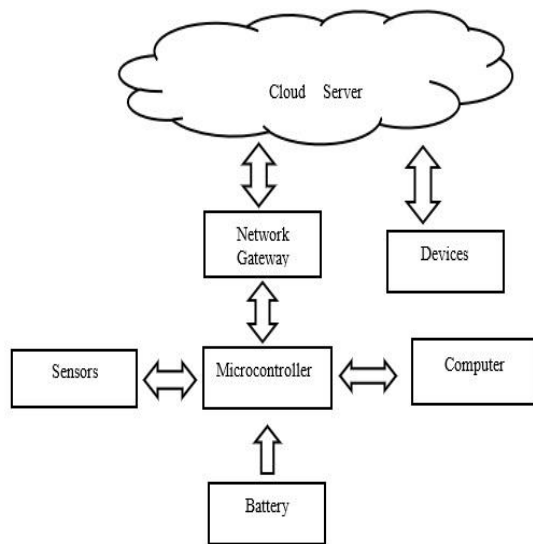 Cloud Server
Network
Gateway
Devices
Sensors
Microcontroller
Computer
Battery